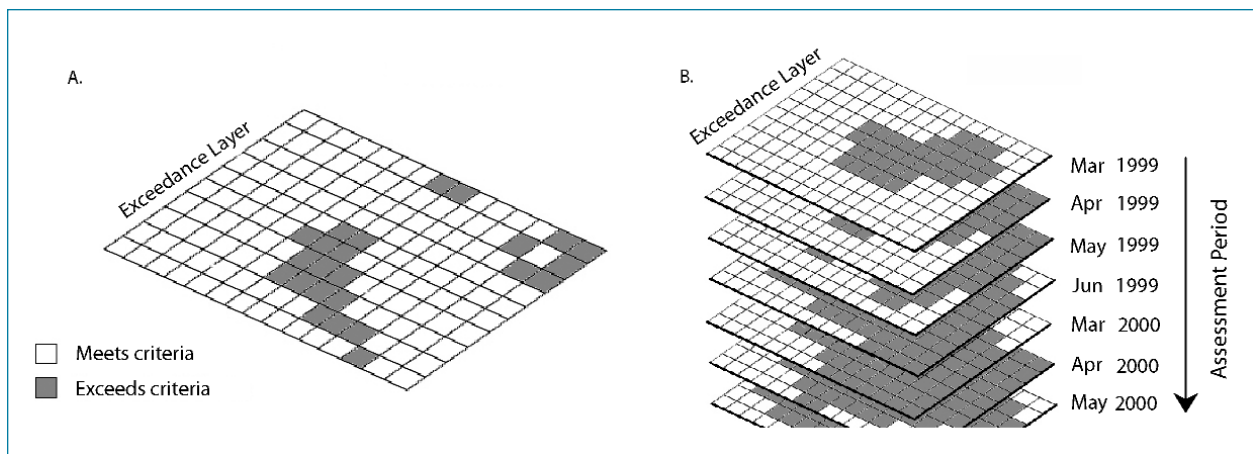 A.
Exceedance Layer
Meets criteria
Exceeds criteria
B.
Exceedance Layer
Mar 1999
Apr 1999
May 1999
Jun 1999
Mar 2000
Apr 2000
May 2000
Assessment Period